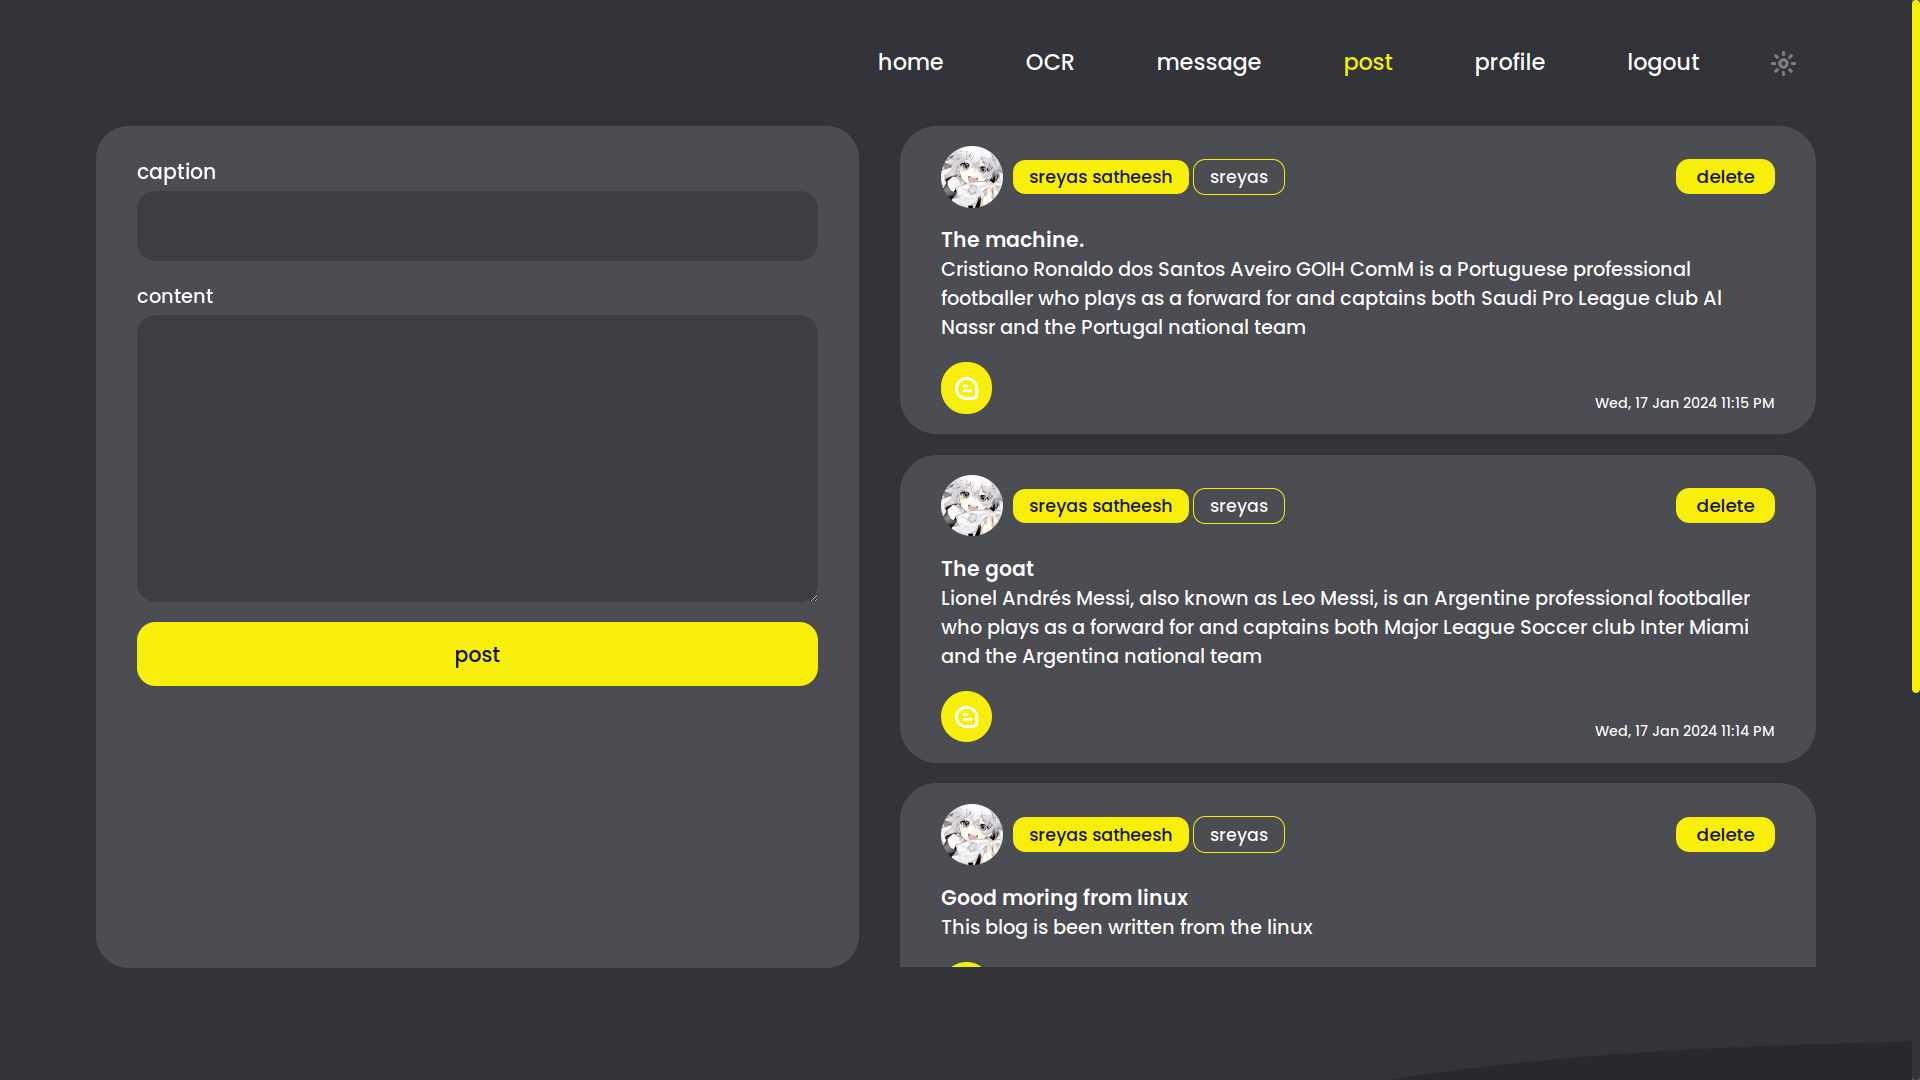 home
OCR
message
post
profile
logout
caption
content
post
sreyas satheesh
sreyas
delete
The machine.
Cristiano Ronaldo dos Santos Aveiro GOIH ComM is a Portuguese professional
footballer who plays as a forward for and captains both Saudi Pro League club Al
Nassr and the Portugal national team
Wed, 17 Jan 2024 11:15 PM
sreyas satheesh
sreyas
delete
The goat
Lionel Andrés Messi, also known as Leo Messi, is an Argentine professional footballer
who plays as a forward for and captains both Major League Soccer club Inter Miami
and the Argentina national team
Wed, 17 Jan 2024 11:14 PM
sreyas satheesh
sreyas
delete
Good moring from linux
This blog is been written from the linux